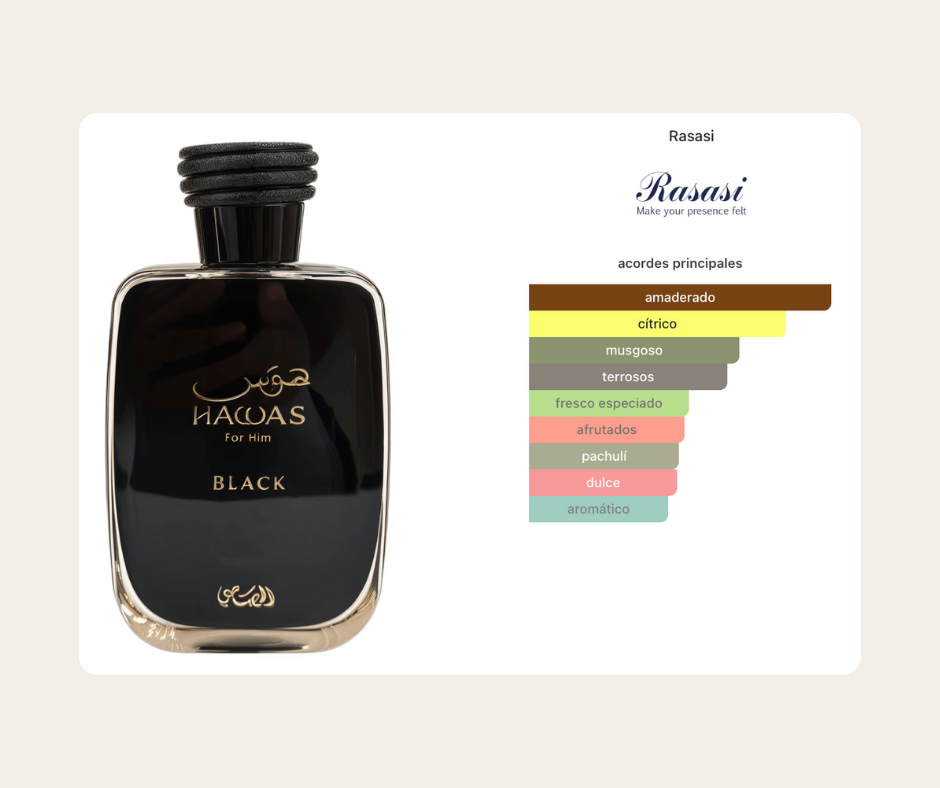 هوس
HAWAS
For Him
BLACK
الرصاصي
Rasasi
Rasasi
Make your presence felt
acordes principales
amaderado
cítrico
musgoso
terrosos
fresco especiado
afrutados
pachulí
dulce
aromático